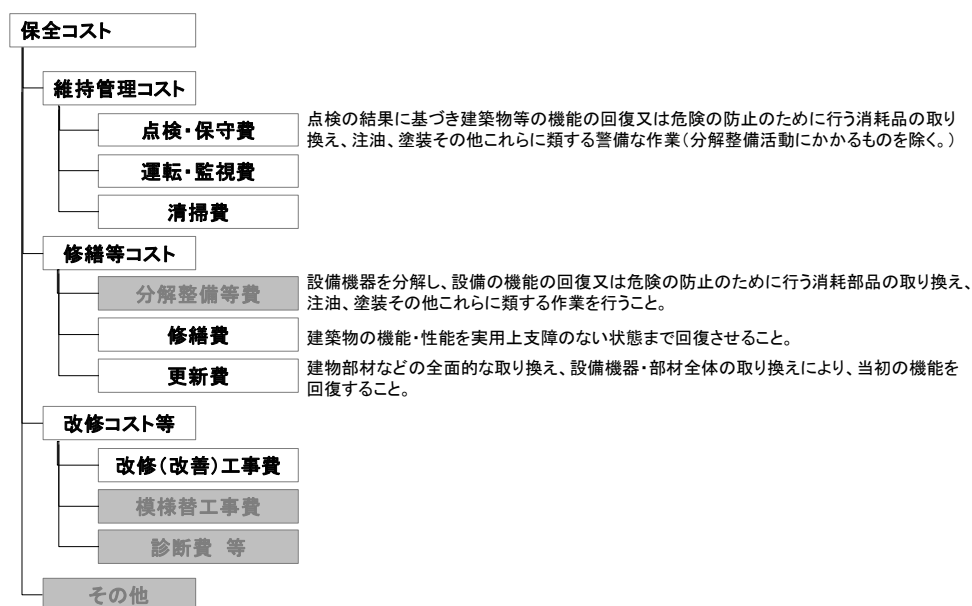 保全コスト
維持管理コスト
点検・保守費
点検の結果に基づき建築物等の機能の回復又は危険の防止のために行う消耗品の取り
換え、注油、塗装その他これらに類する警備な作業(分解整備活動にかかるものを除く。)
運転・監視費
清掃費
修繕等コスト
分解整備等費
設備機器を分解し、設備の機能の回復又は危険の防止のために行う消耗部品の取り換え、
注油、塗装その他これらに類する作業を行うこと。
修繕費
建築物の機能・性能を実用上支障のない状態まで回復させること。
更新費
建物部材などの全面的な取り換え、設備機器・部材全体の取り換えにより、当初の機能を
回復すること。
改修コスト等
改修(改善)工事費
模様替工事費
診断費 等
その他